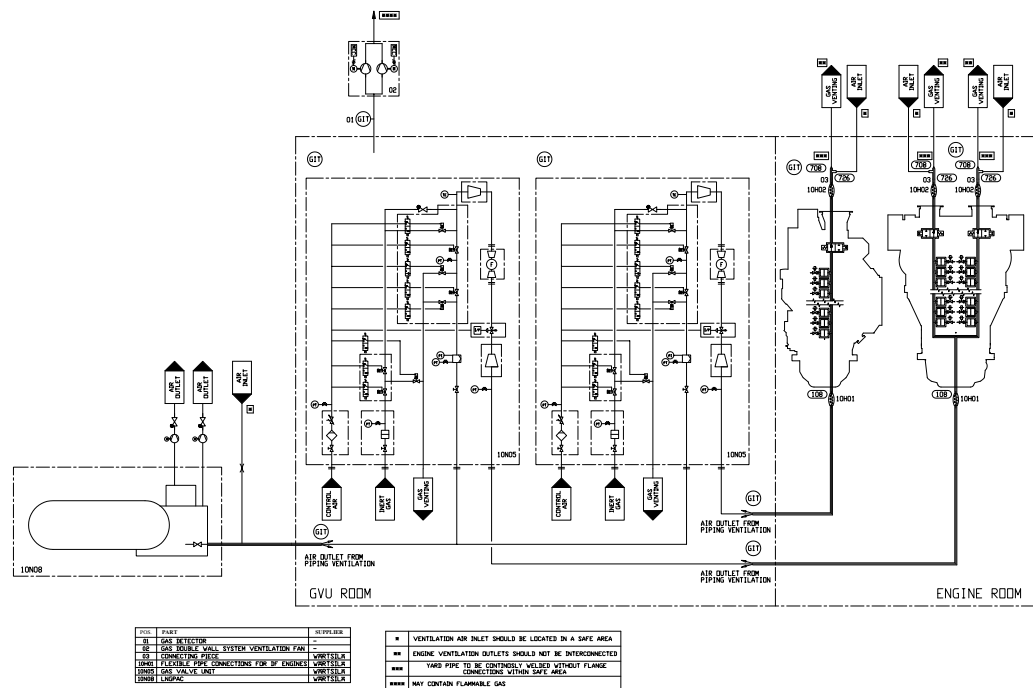 ■■■■
02
01 GIT
GAS VENTING
AIR INLET
AIR INLET
GAS VENTING
GAS VENTING
AIR INLET
■■
■■
■■
■
■
■
■■■
■■■
■■■
GIT
GIT
GIT
GIT
708
708
708
03
03
03
726
726
726
10H02
10H02
10H02
F
F
108
10H01
108
10H01
10N05
10N05
AIR OUTLET
AIR OUTLET
AIR INLET
■
CONTROL AIR
INERT GAS
GAS VENTING
CONTROL AIR
INERT GAS
GAS VENTING
GIT
GIT
GIT
AIR OUTLET FROM
PIPING VENTILATION
AIR OUTLET FROM
PIPING VENTILATION
AIR OUTLET FROM
PIPING VENTILATION
10N08
GVU ROOM
ENGINE ROOM
POS. PART SUPPLIER
01 GAS DETECTOR -
02 GAS DOUBLE WALL SYSTEM VENTILATION FAN -
03 CONNECTING PIECE WÄRTSILÄ
10H01 FLEXIBLE PIPE CONNECTIONS FOR DF ENGINES WÄRTSILÄ
10N05 GAS VALVE UNIT WÄRTSILÄ
10N08 LNGPAC WÄRTSILÄ
■ VENTILATION AIR INLET SHOULD BE LOCATED IN A SAFE AREA
■■ ENGINE VENTILATION OUTLETS SHOULD NOT BE INTERCONNECTED
■■■ YARD PIPE TO BE CONTINOSLY WELDED WITHOUT FLANGE
CONNECTIONS WITHIN SAFE AREA
■■■■ MAY CONTAIN FLAMMABLE GAS